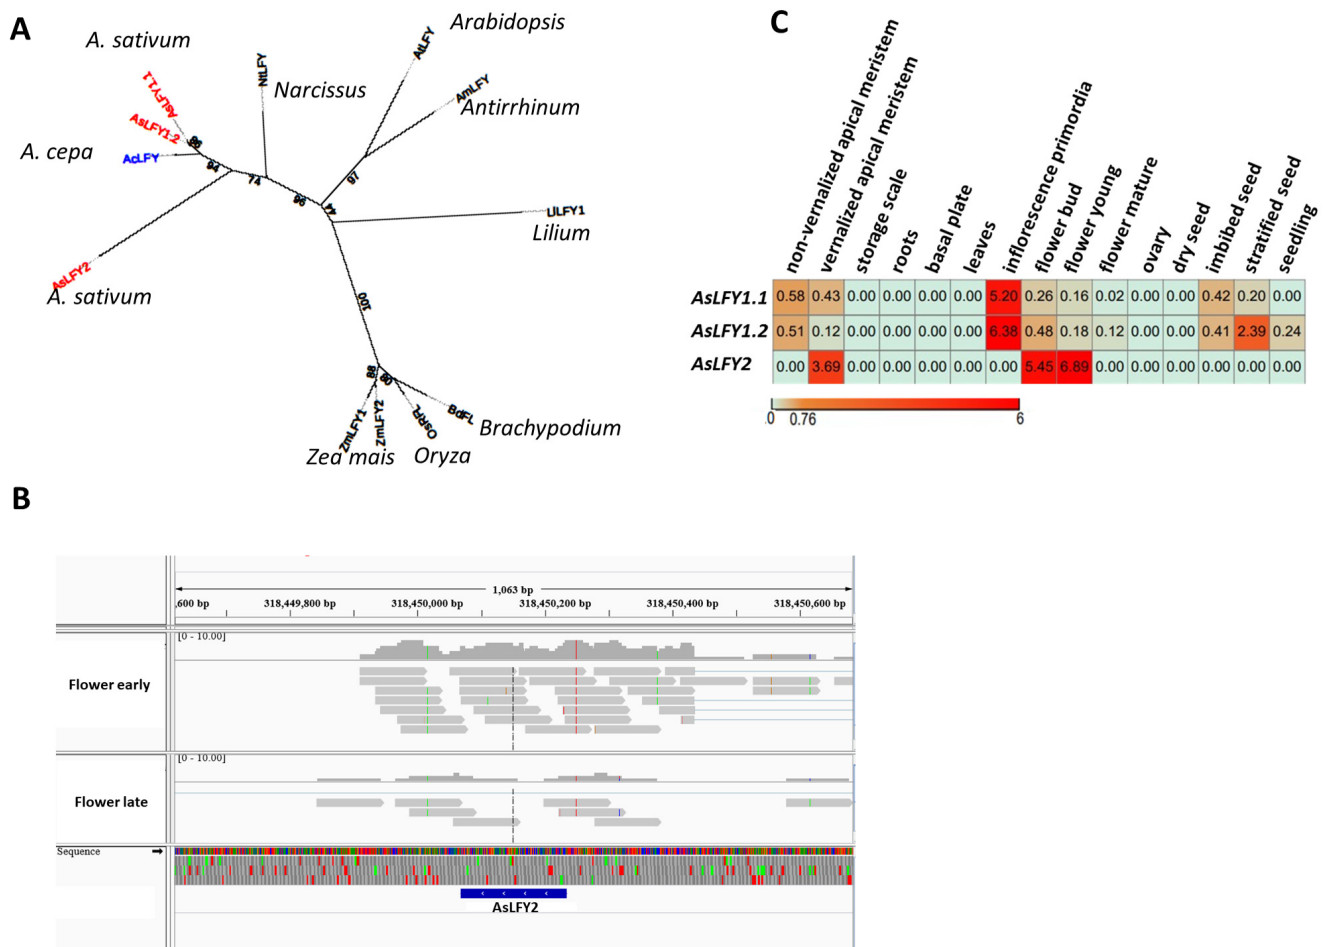 A
A. sativum
AsLFY1.1
AsLFY1-2
A. cepa
AcLFY
98
94
74
96
44
97
NtLFY
Narcissus
AtLFY
Arabidopsis
AmLFY
Antirrhinum
LlLFY1
Lilium
AsLFY2
A. sativum
100
88
80
ZmLFY1
ZmLFY2
OsRFL
BdFL
Zea mais
Oryza
Brachypodium
C
non-vernalized apical meristem
vernalized apical meristem
storage scale
roots
basal plate
leaves
inflorescence primordia
flower bud
flower young
flower mature
ovary
dry seed
imbibed seed
stratified seed
seedling
AsLFY1.1 0.58 0.43 0.00 0.00 0.00 0.00 5.20 0.26 0.16 0.02 0.00 0.00 0.42 0.20 0.00
AsLFY1.2 0.51 0.12 0.00 0.00 0.00 0.00 6.38 0.48 0.18 0.12 0.00 0.00 0.41 2.39 0.24
AsLFY2 0.00 3.69 0.00 0.00 0.00 0.00 0.00 5.45 6.89 0.00 0.00 0.00 0.00 0.00 0.00
0 0.76 6
B
1,063 bp
,600 bp 318,449,800 bp 318,450,000 bp 318,450,200 bp 318,450,400 bp 318,450,600 bp
[0 - 10.00]
Flower early
[0 - 10.00]
Flower late
Sequence
AsLFY2